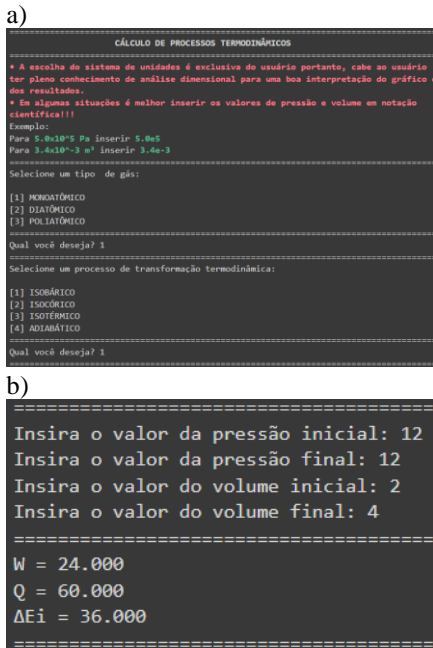 a)
CÁLCULO DE PROCESSOS TERMODINÂMICOS
* A escolha do sistema de unidades é exclusiva do usuário portanto, cabe ao usuário
ter pleno conhecimento de análise dimensional para uma boa interpretação do gráfico e
dos resultados.
* Em algumas situações é melhor inserir os valores de pressão e volume em notação
científica!!!
Exemplo:
Para 5.0x10^5 Pa inserir 5.0e5
Para 3.4x10^-3 m³ inserir 3.4e-3
Selecione um tipo de gás:
[1] MONOATÔMICO
[2] DIATÔMICO
[3] POLIATÔMICO
Qual você deseja? 1
Selecione um processo de transformação termodinâmica:
[1] ISOBÁRICO
[2] ISOCÓRICO
[3] ISOTÉRMICO
[4] ADIABÁTICO
Qual você deseja? 1
b)
Insira o valor da pressão inicial: 12
Insira o valor da pressão final: 12
Insira o valor do volume inicial: 2
Insira o valor do volume final: 4
W = 24.000
Q = 60.000
ΔEi = 36.000